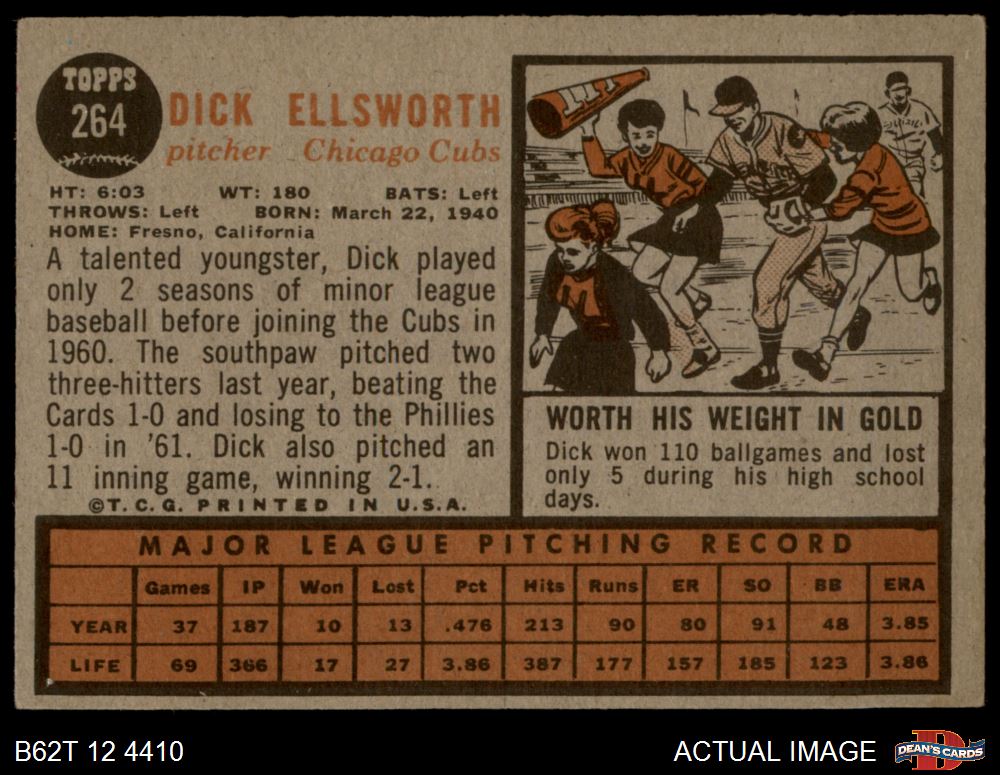 TOPPS
264
DICK ELLSWORTH
pitcher Chicago Cubs
HT: 6:03 WT: 180 BATS: Left
THROWS: Left BORN: March 22, 1940
HOME: Fresno, California
A talented youngster, Dick played
only 2 seasons of minor league
baseball before joining the Cubs in
1960. The southpaw pitched two
three-hitters last year, beating the
Cards 1-0 and losing to the Phillies
1-0 in '61. Dick also pitched an
11 inning game, winning 2-1.
©T.C.G. PRINTED IN U.S.A.
WORTH HIS WEIGHT IN GOLD
Dick won 110 ballgames and lost
only 5 during his high school
days.
MAJOR LEAGUE PITCHING RECORD
Games IP Won Lost Pct Hits Runs ER SO BB ERA
YEAR 37 187 10 13 .476 213 90 80 91 48 3.85
LIFE 69 366 17 27 3.86 387 177 157 185 123 3.86
B62T 12 4410 ACTUAL IMAGE DEAN'S CARDS